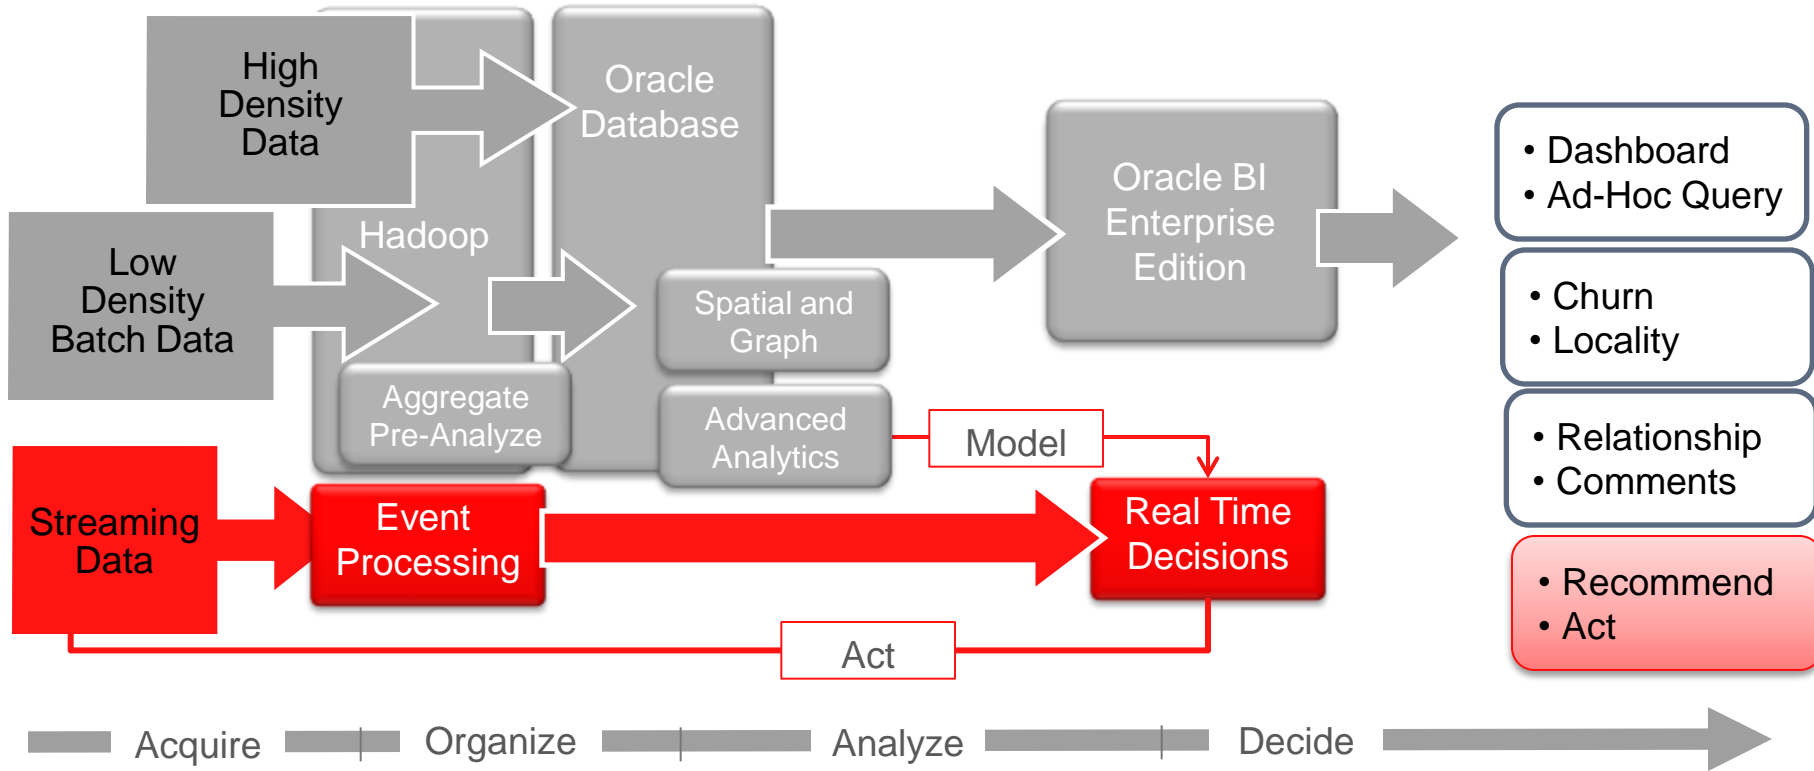 High
Density
Data
Oracle
Database
Hadoop
Low
Density
Batch Data
Spatial and
Graph
Aggregate
Pre-Analyze
Advanced
Analytics
Oracle BI
Enterprise
Edition
Model
Streaming
Data
Event
Processing
Real Time
Decisions
Act
• Dashboard
• Ad-Hoc Query
• Churn
• Locality
• Relationship
• Comments
• Recommend
• Act
Acquire
Organize
Analyze
Decide